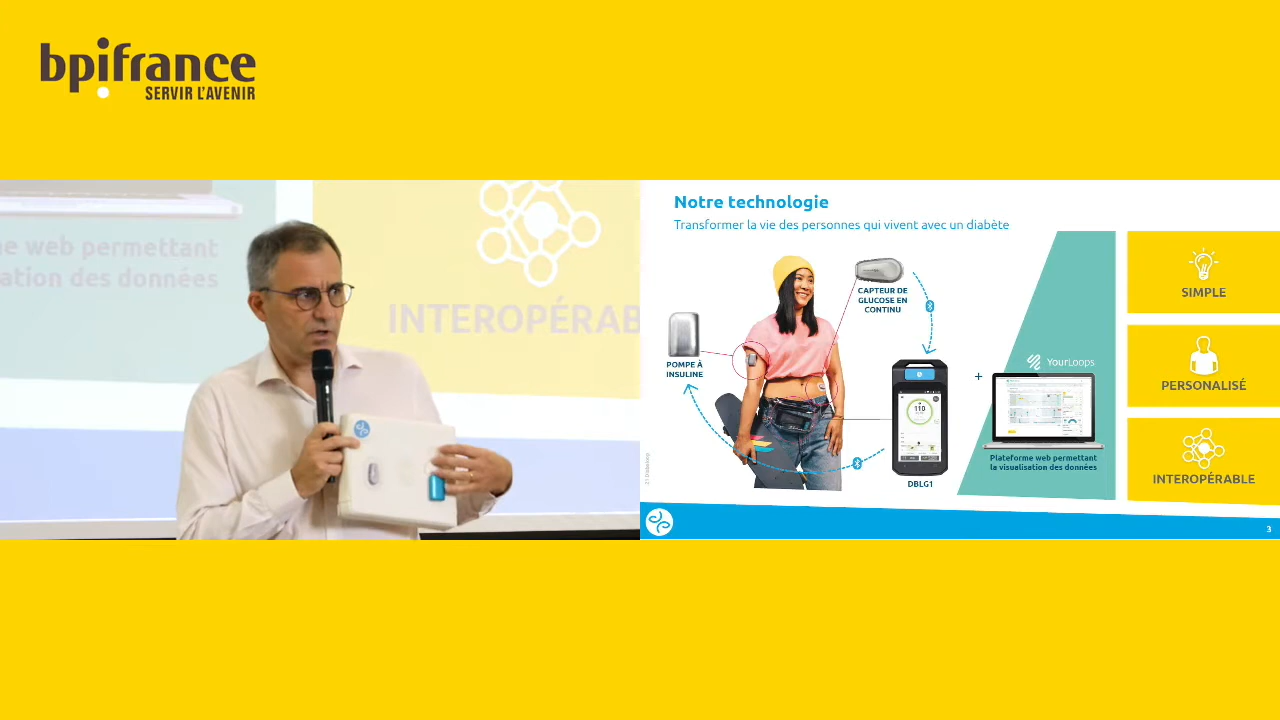 bpifrance
SERVIR L'AVENIR
me web permettant
ation des données
INTEROPÉRAB
Notre technologie
Transformer la vie des personnes qui vivent avec un diabète
CAPTEUR DE
GLUCOSE EN
CONTINU
POMPE À
INSULINE
110
DBLG1
+
YourLoops
Plateforme web permettant
la visualisation des données
SIMPLE
PERSONALISÉ
INTEROPÉRABLE
3